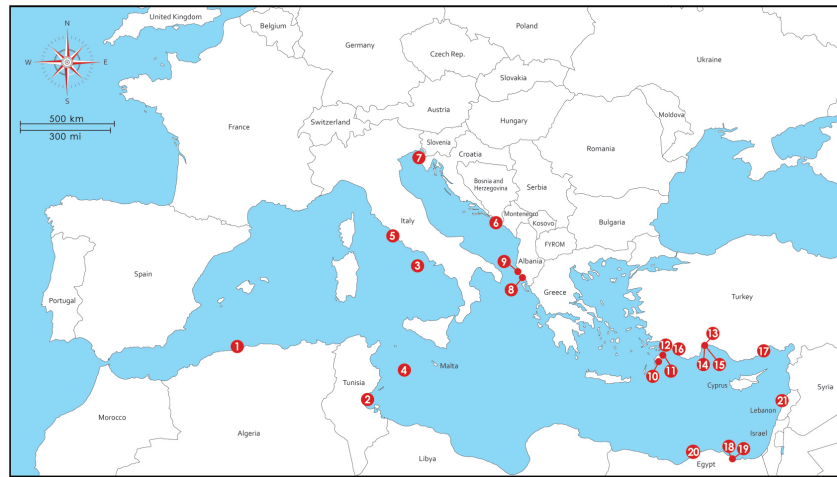 United Kingdom
Belgium
Poland
N
Germany
W
E
Czech Rep.
Ukraine
S
Slovakia
500 km
Austria
Moldova
300 mi
France
Switzerland
Hungary
Slovenia
7
Croatia
Romania
Bosnia and
Herzegovina
Serbia
Italy
6
Montenegro
Kosovo
Bulgaria
5
FYROM
3
9
Albania
Spain
8
Greece
Turkey
Portugal
13
1
12
16
17
4
Malta
14
15
10
11
Syria
Tunisia
Cyprus
2
21
Lebanon
Morocco
Algeria
Israel
Libya
18
19
20
Egypt